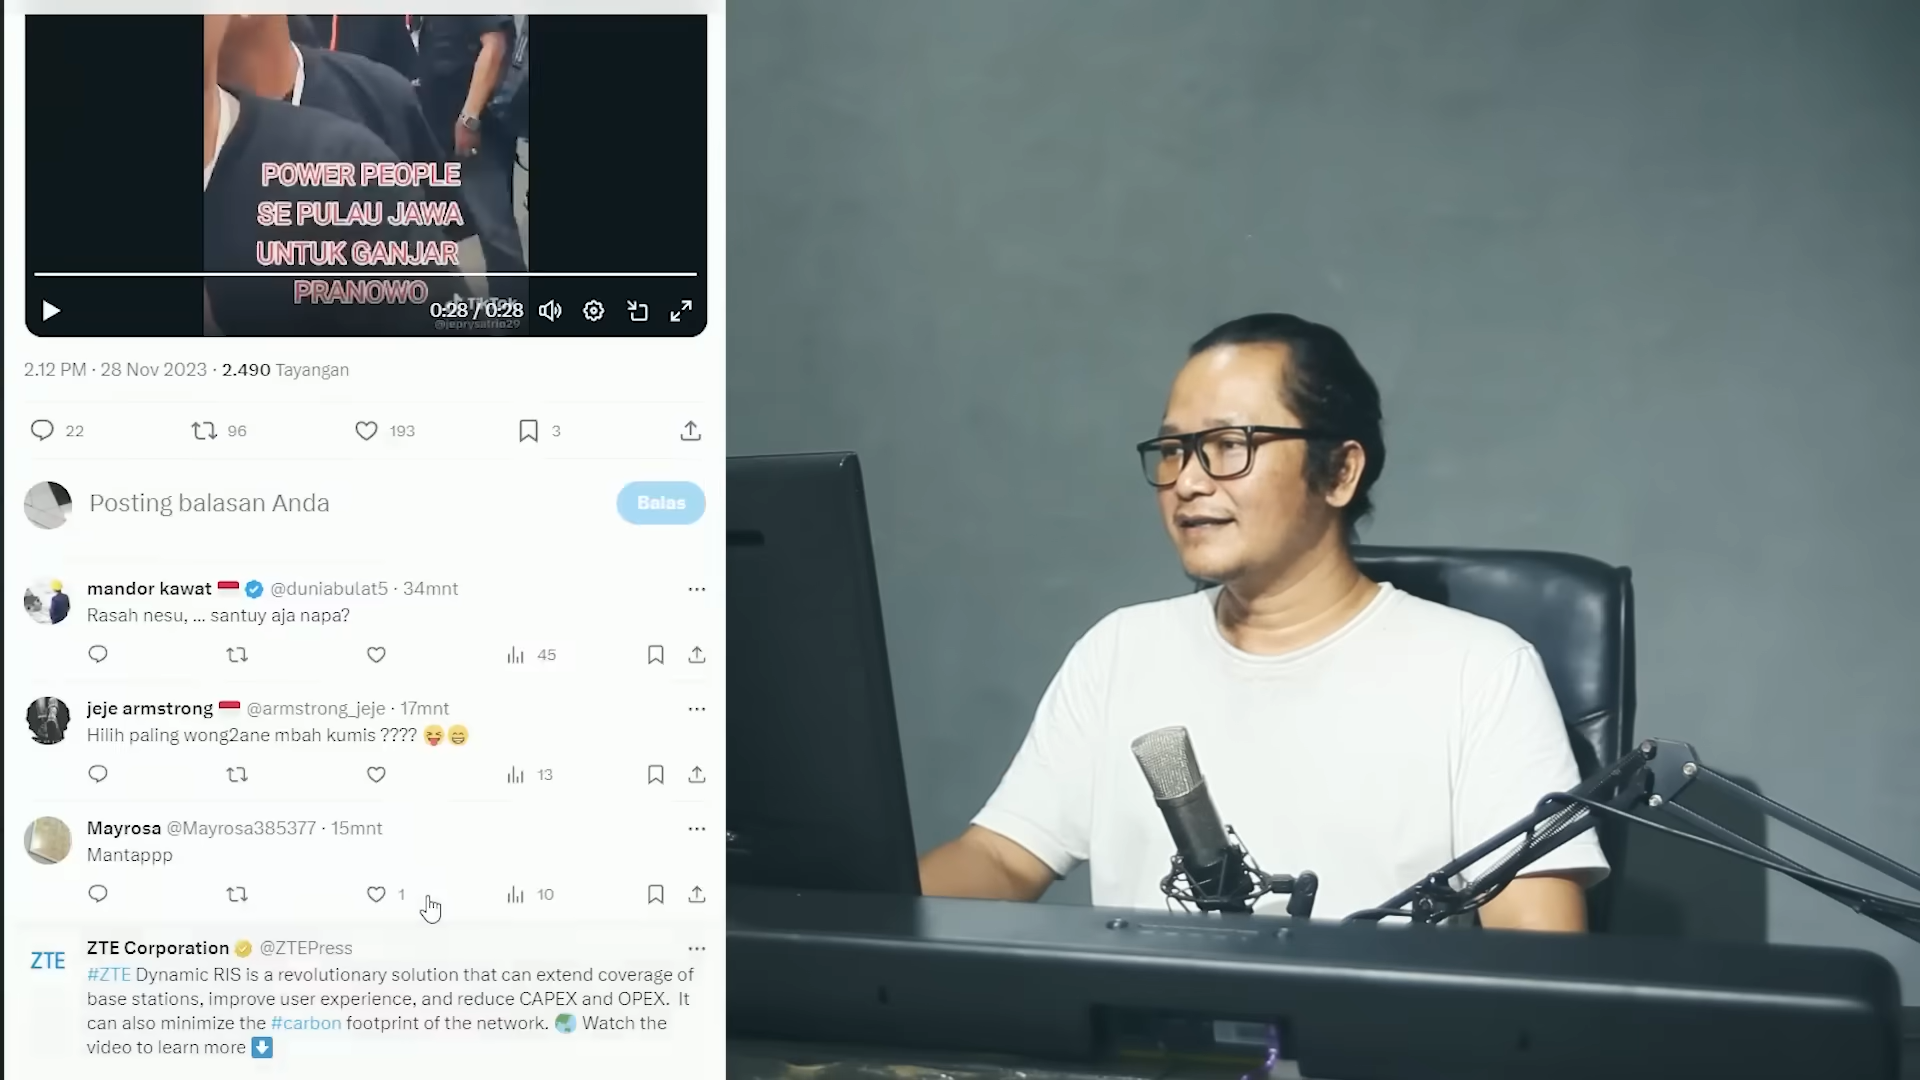 POWER PEOPLE
SE PULAU JAWA
UNTUK GANJAR
PRANOWO
TikTok
@jeprysatrio29
0:28 / 0:28
2.12 PM · 28 Nov 2023 · 2.490 Tayangan
22 96 193 3
Posting balasan Anda Balas
mandor kawat @duniabulat5 · 34mnt
Rasah nesu, ... santuy aja napa?
45
jeje armstrong @armstrong_jeje · 17mnt
Hilih paling wong2ane mbah kumis ???? 😝😄
13
Mayrosa @Mayrosa385377 · 15mnt
Mantappp
1 10
ZTE
ZTE Corporation @ZTEPress
#ZTE Dynamic RIS is a revolutionary solution that can extend coverage of
base stations, improve user experience, and reduce CAPEX and OPEX. It
can also minimize the #carbon footprint of the network. 🌏 Watch the
video to learn more ⬇️